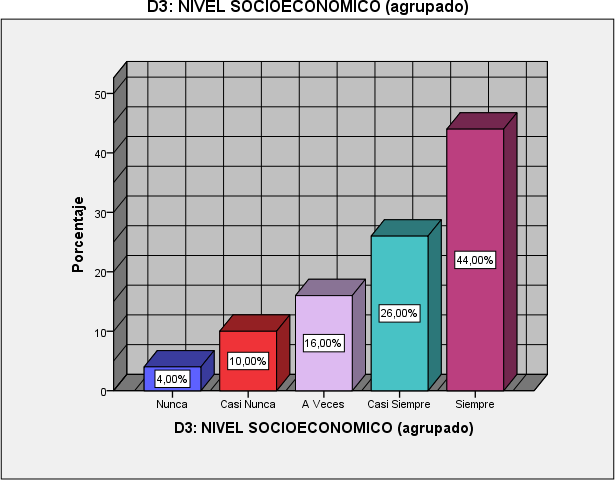 D3: NIVEL SOCIOECONOMICO (agrupado)
50
40
30
20
10
0
Porcentaje
4,00%
10,00%
16,00%
26,00%
44,00%
Nunca
Casi Nunca
A Veces
Casi Siempre
Siempre
D3: NIVEL SOCIOECONOMICO (agrupado)